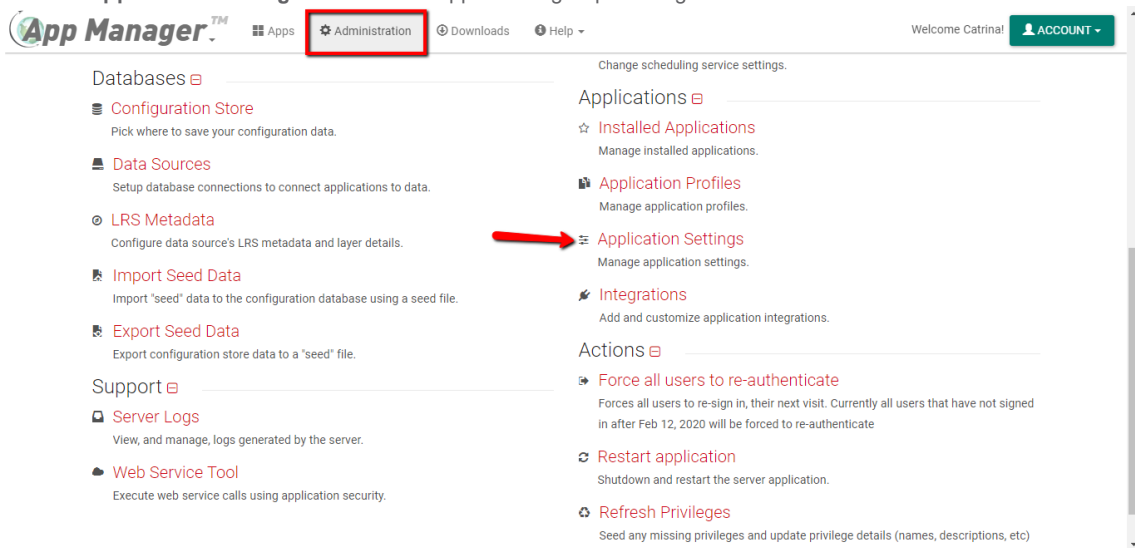 App Manager™
Apps
Administration
Downloads
Help
Welcome Catrina!
ACCOUNT
Databases
Configuration Store
Pick where to save your configuration data.
Data Sources
Setup database connections to connect applications to data.
LRS Metadata
Configure data source's LRS metadata and layer details.
Import Seed Data
Import "seed" data to the configuration database using a seed file.
Export Seed Data
Export configuration store data to a "seed" file.
Support
Server Logs
View, and manage, logs generated by the server.
Web Service Tool
Execute web service calls using application security.
Change scheduling service settings.
Applications
Installed Applications
Manage installed applications.
Application Profiles
Manage application profiles.
Application Settings
Manage application settings.
Integrations
Add and customize application integrations.
Actions
Force all users to re-authenticate
Forces all users to re-sign in, their next visit. Currently all users that have not signed
in after Feb 12, 2020 will be forced to re-authenticate
Restart application
Shutdown and restart the server application.
Refresh Privileges
Seed any missing privileges and update privilege details (names, descriptions, etc)